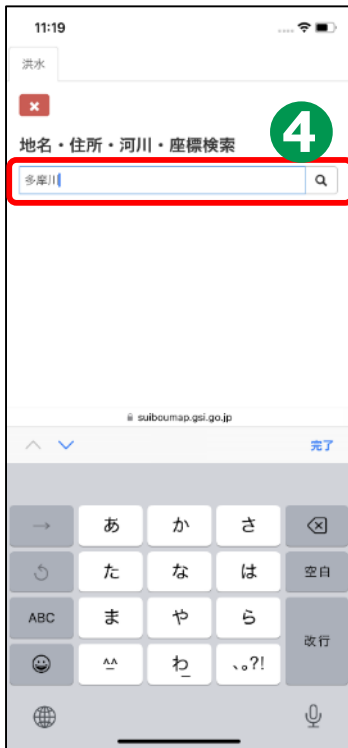 11:19
洪水
×
4
地名・住所・河川・座標検索
多摩川
suiboumap.gsi.go.jp
完了
→ あ か さ
た な は 空白
ABC ま や ら 改行
^^ わ_ 、。?!